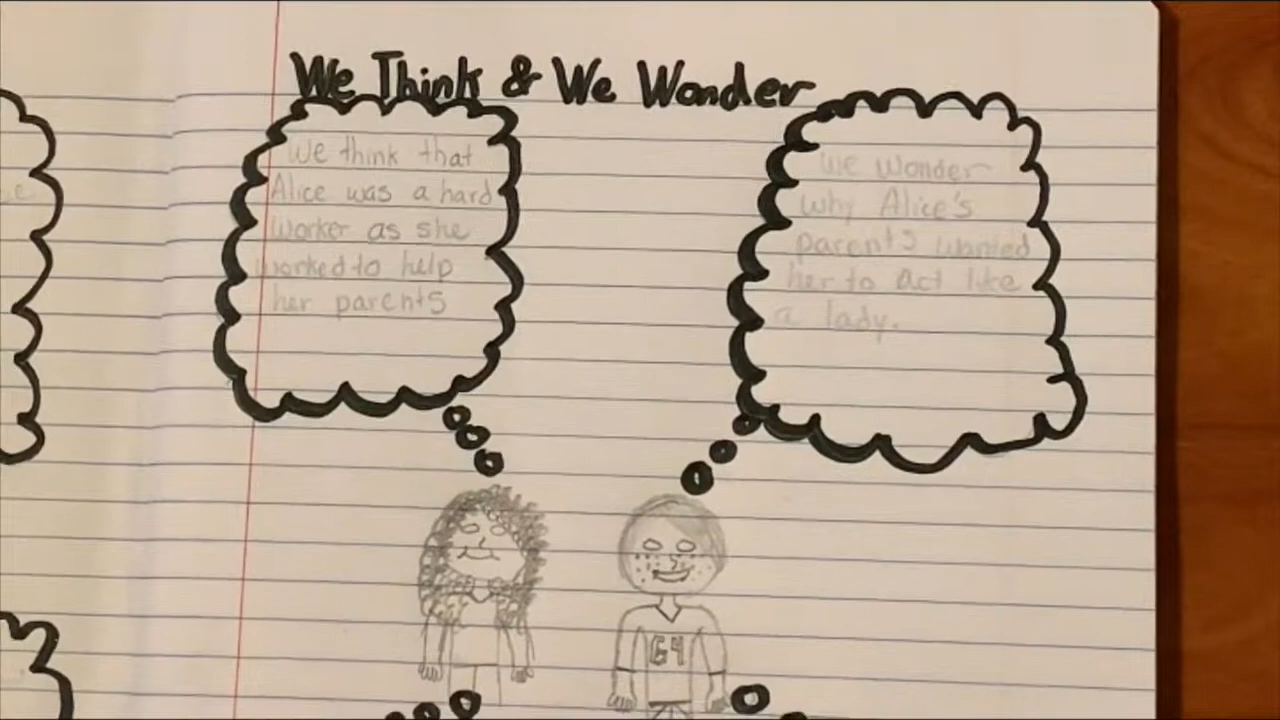 We Think & We Wonder
We think that
Alice was a hard
worker as she
worked to help
her parents
We Wonder
why Alice's
parents wanted
her to act like
a lady.
64